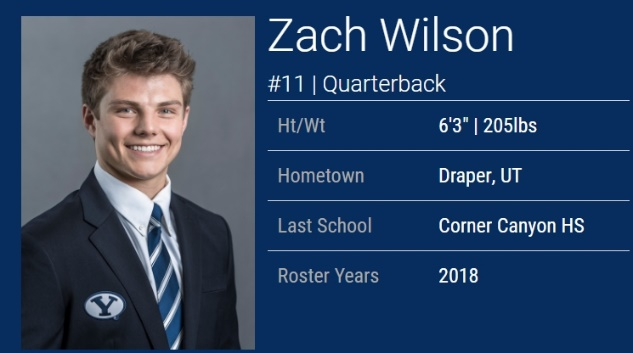 Zach Wilson
#11 | Quarterback
Ht/Wt 6'3" | 205lbs
Hometown Draper, UT
Last School Corner Canyon HS
Roster Years 2018
Y